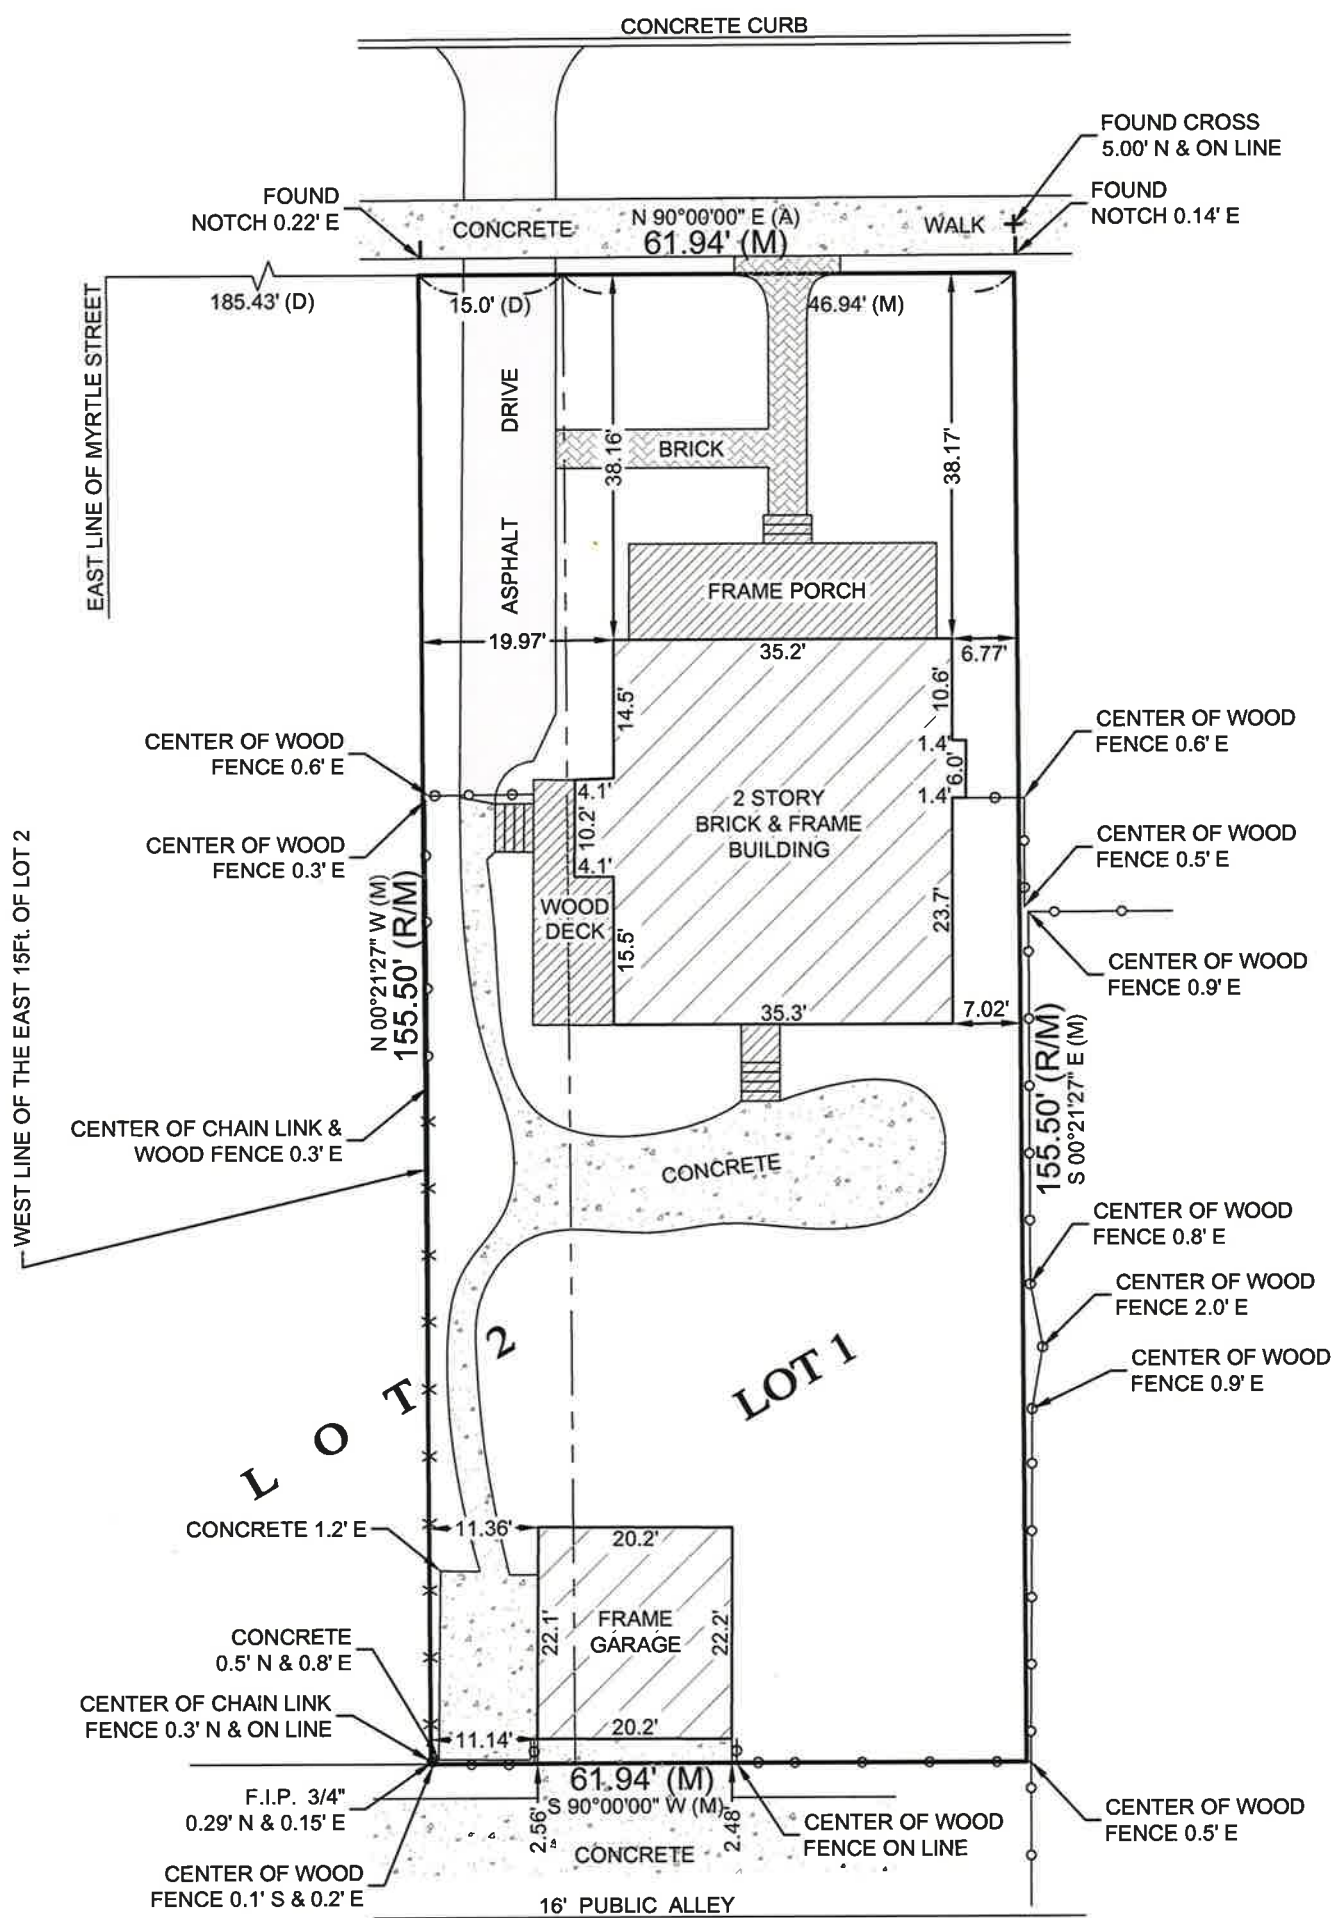 CONCRETE CURB
FOUND CROSS
5.00' N & ON LINE
FOUND
NOTCH 0.22' E
FOUND
NOTCH 0.14' E
CONCRETE
N 90°00'00" E (A)
61.94' (M)
WALK
185.43' (D)
15.0' (D)
46.94' (M)
EAST LINE OF MYRTLE STREET
ASPHALT DRIVE
38.16'
BRICK
38.17'
FRAME PORCH
19.97'
35.2'
6.77'
14.5'
10.6'
CENTER OF WOOD
FENCE 0.6' E
CENTER OF WOOD
FENCE 0.6' E
1.4'
6.0'
1.4'
4.1'
10.2'
4.1'
2 STORY
BRICK & FRAME
BUILDING
CENTER OF WOOD
FENCE 0.3' E
CENTER OF WOOD
FENCE 0.5' E
WEST LINE OF THE EAST 15Ft. OF LOT 2
N 00°21'27" W (M)
155.50' (R/M)
WOOD
DECK
15.5'
23.7'
CENTER OF WOOD
FENCE 0.9' E
35.3'
7.02'
155.50' (R/M)
S 00°21'27" E (M)
CENTER OF CHAIN LINK &
WOOD FENCE 0.3' E
CONCRETE
CENTER OF WOOD
FENCE 0.8' E
CENTER OF WOOD
FENCE 2.0' E
CENTER OF WOOD
FENCE 0.9' E
LOT 2
LOT 1
CONCRETE 1.2' E
11.36'
20.2'
22.1'
FRAME
GARAGE
22.2'
CONCRETE
0.5' N & 0.8' E
CENTER OF CHAIN LINK
FENCE 0.3' N & ON LINE
11.14'
20.2'
F.I.P. 3/4"
0.29' N & 0.15' E
61.94' (M)
S 90°00'00" W (M)
2.56'
2.48'
CENTER OF WOOD
FENCE ON LINE
CENTER OF WOOD
FENCE 0.5' E
CONCRETE
CENTER OF WOOD
FENCE 0.1' S & 0.2' E
16' PUBLIC ALLEY